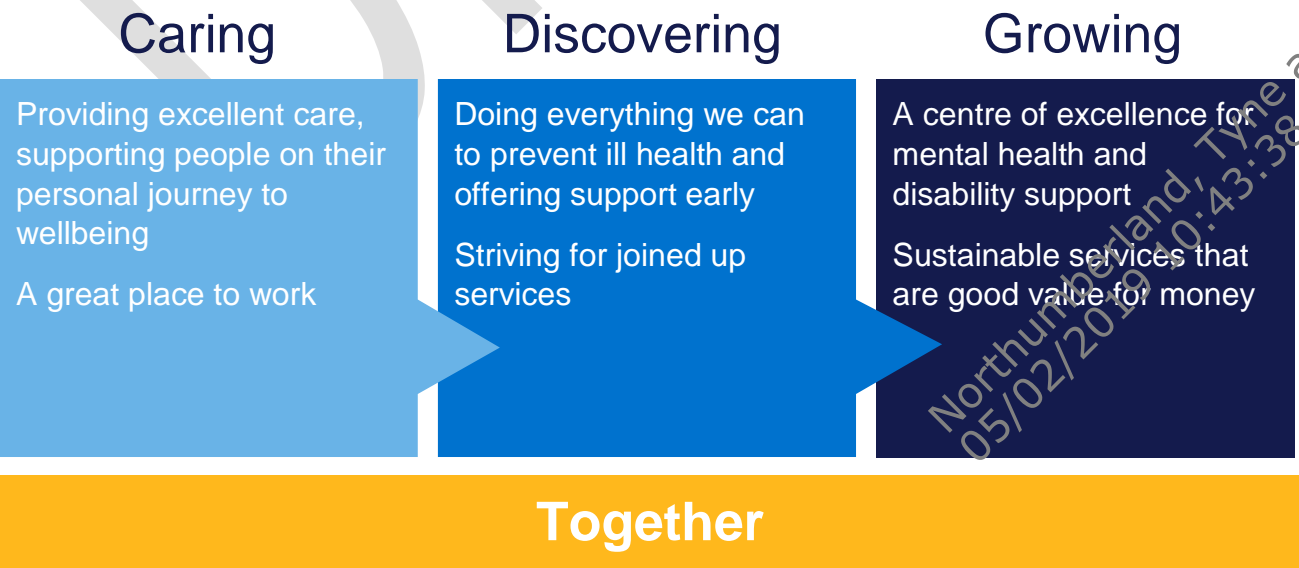 Caring
Providing excellent care,
supporting people on their
personal journey to
wellbeing
A great place to work
Discovering
Doing everything we can
to prevent ill health and
offering support early
Striving for joined up
services
Growing
A centre of excellence for
mental health and
disability support
Sustainable services that
are good value for money
Together
Northumberland, Tyne a
05/02/2019 10:43:38